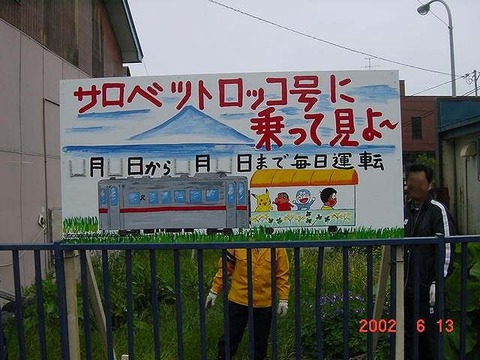 サロベツトロッコ号に
乗って見よ〜
月 日から 月 日まで毎日運転
2002 6 13